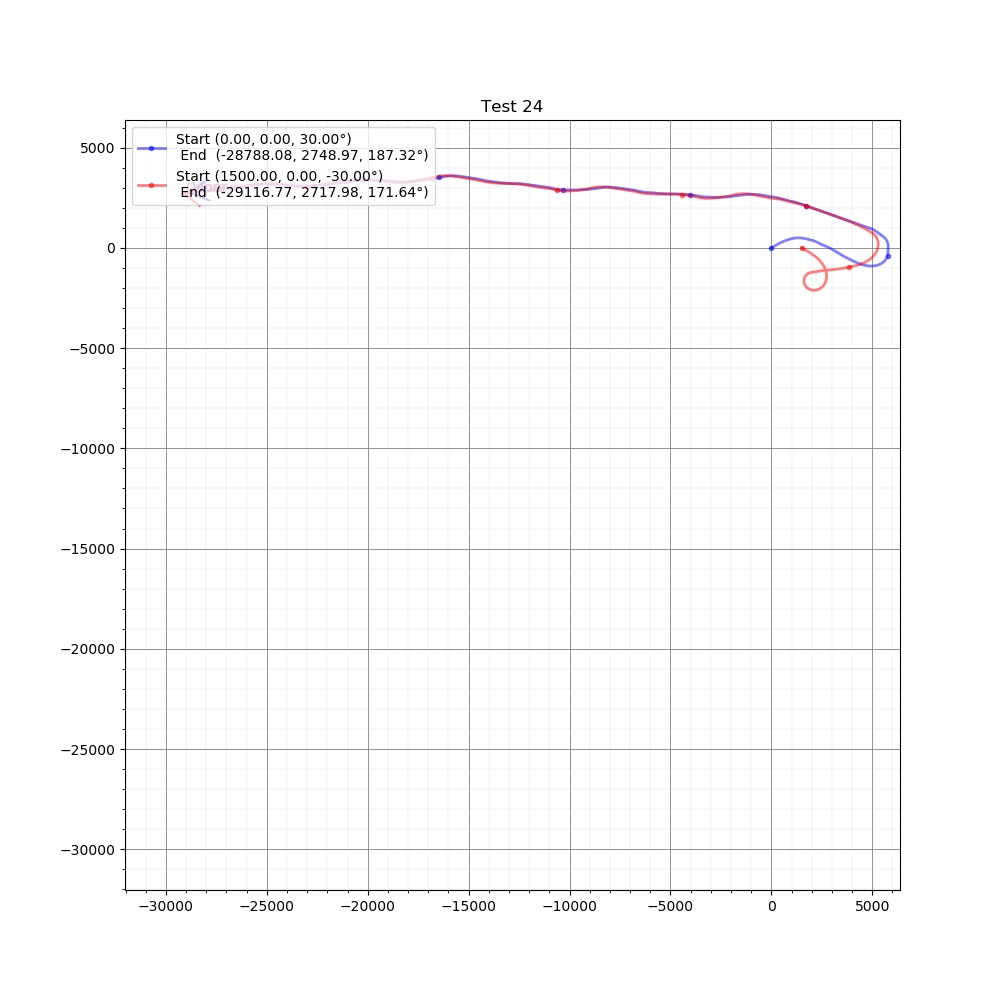 Test 24
Start (0.00, 0.00, 30.00°)
End (-28788.08, 2748.97, 187.32°)
Start (1500.00, 0.00, -30.00°)
End (-29116.77, 2717.98, 171.64°)
5000
0
−5000
−10000
−15000
−20000
−25000
−30000
−30000 −25000 −20000 −15000 −10000 −5000 0 5000